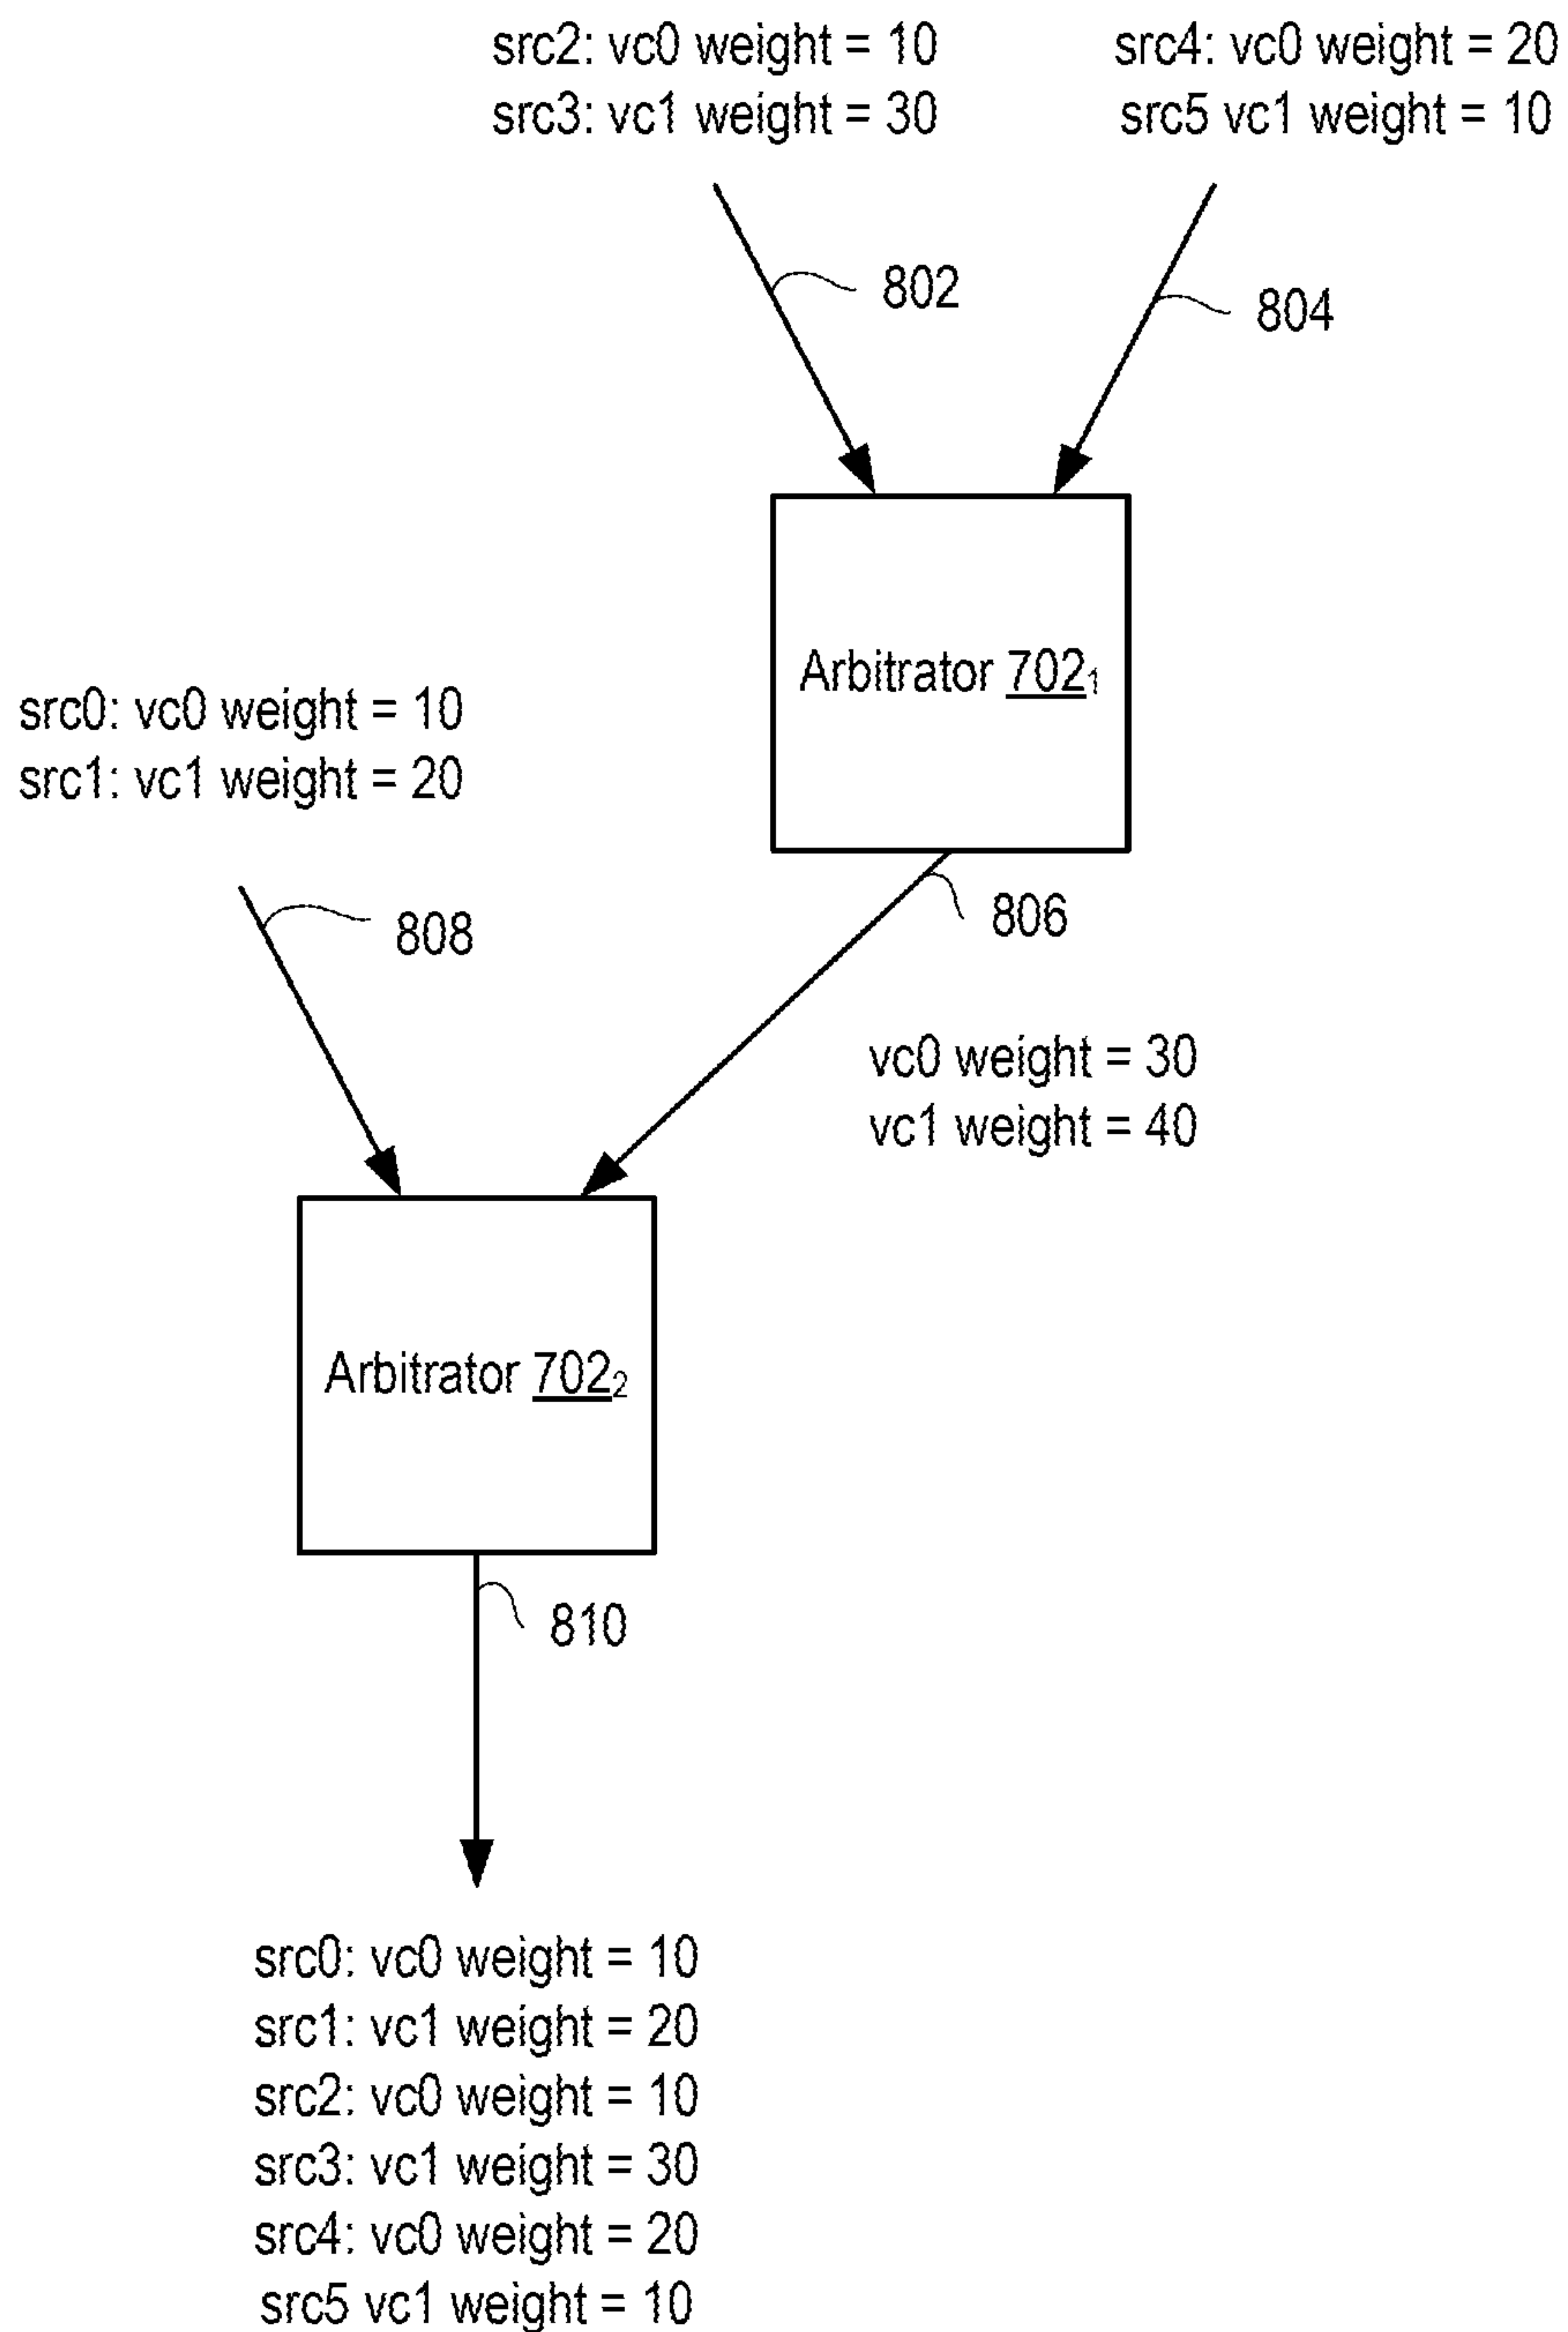 src2: vc0 weight = 10
src3: vc1 weight = 30
src4: vc0 weight = 20
src5 vc1 weight = 10
802
804
Arbitrator 702₁
src0: vc0 weight = 10
src1: vc1 weight = 20
808
806
vc0 weight = 30
vc1 weight = 40
Arbitrator 702₂
810
src0: vc0 weight = 10
src1: vc1 weight = 20
src2: vc0 weight = 10
src3: vc1 weight = 30
src4: vc0 weight = 20
src5 vc1 weight = 10